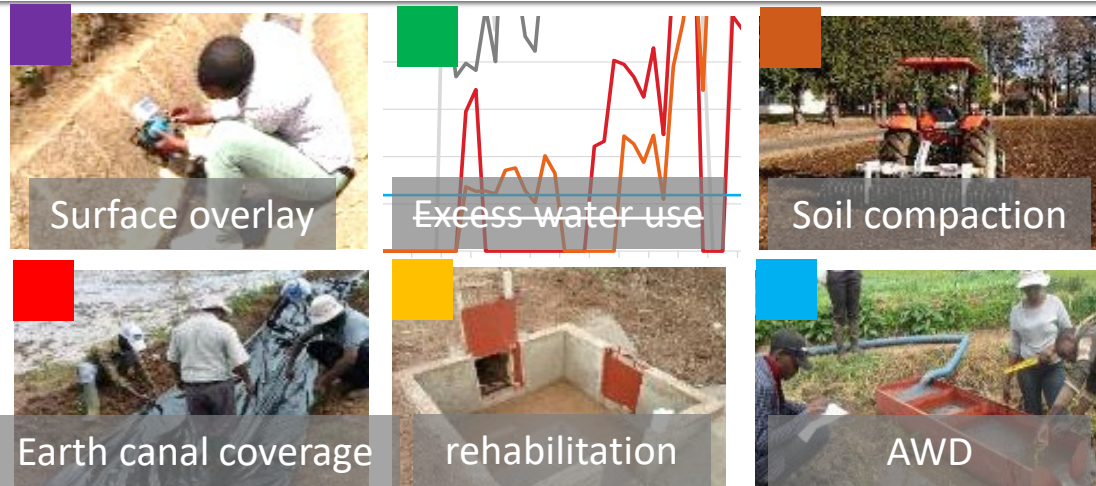 Surface overlay
Excess water use
Soil compaction
Earth canal coverage
rehabilitation
AWD